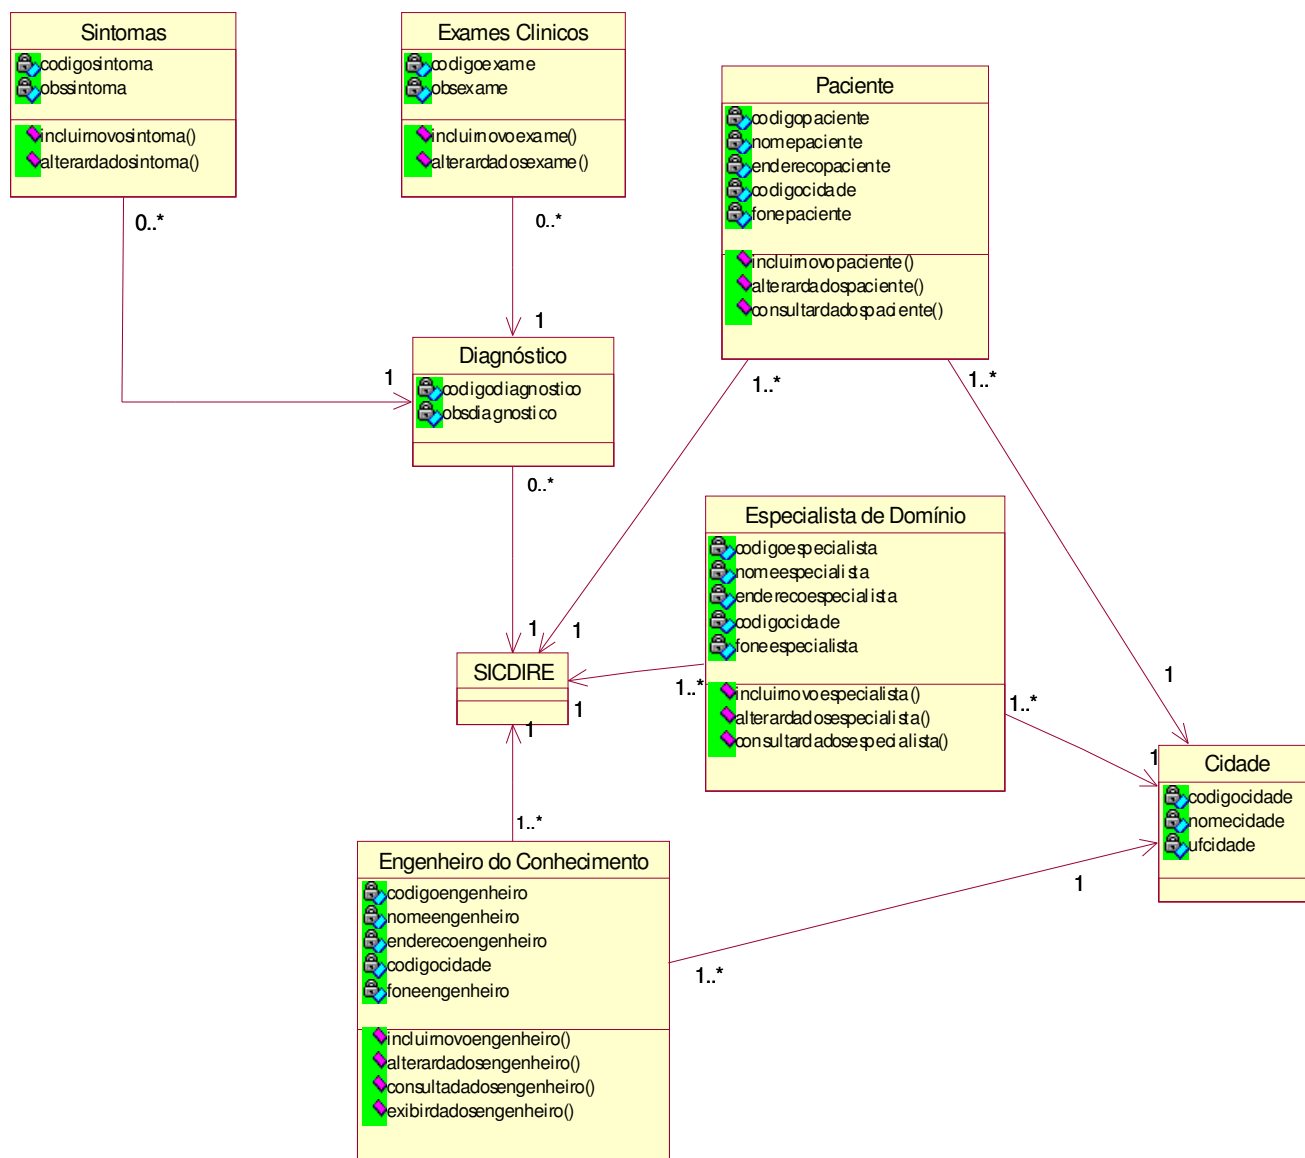 Sintomas
codigosintoma
obssintoma
incluirnovosintoma()
alterardadosintoma()
0..*
Exames Clinicos
codigoexame
obsexame
incluirnovoexame()
alterardadosexame()
0..*
Paciente
codigopaciente
nomepaciente
enderecopaciente
codigocidade
fonepaciente
incluirnovopaciente()
alterardadospaciente()
consultardadospaciente()
1..*
1..*
1
1
Diagnóstico
codigodiagnostico
obsdiagnostico
0..*
Especialista de Domínio
codigoespecialista
nomeespecialista
enderecoespecialista
codigocidade
foneespecialista
incluirnovoespecialista()
alterardadosespecialista()
consultardadosespecialista()
1..*
1..*
1
1
SICDIRE
1
1
1
1
Cidade
codigocidade
nomecidade
ufcidade
1..*
Engenheiro do Conhecimento
codigoengenheiro
nomeengenheiro
enderecoengenheiro
codigocidade
foneengenheiro
incluirnovoengenheiro()
alterardadosengenheiro()
consultadadosengenheiro()
exibirdadosengenheiro()
1..*
1